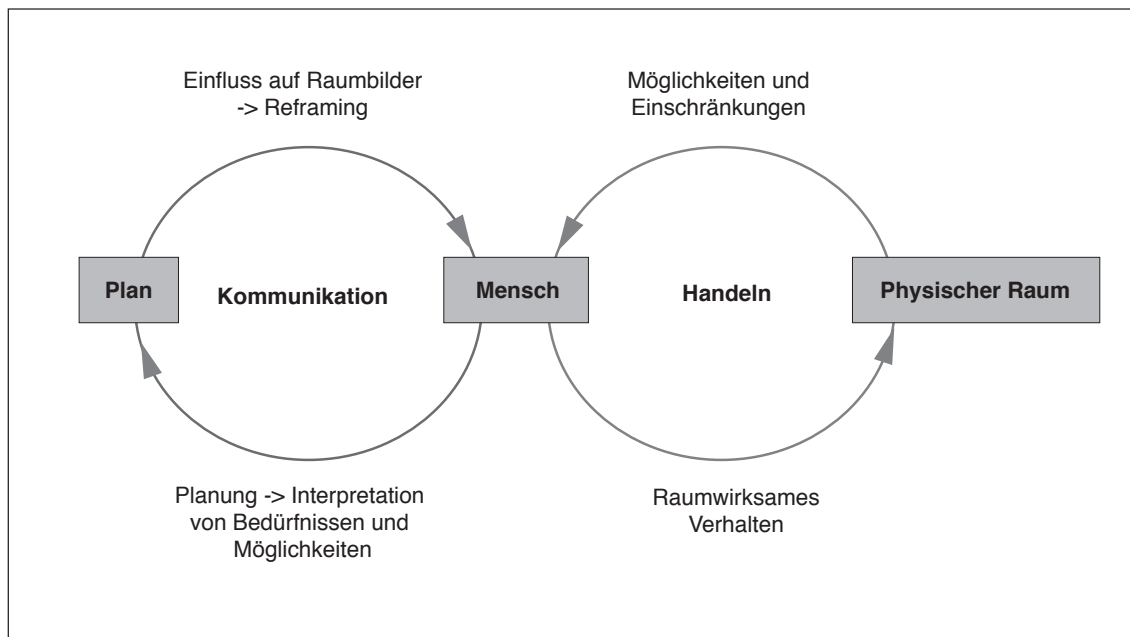 Einfluss auf Raumbilder
-> Reframing
Möglichkeiten und
Einschränkungen
Plan
Kommunikation
Mensch
Handeln
Physischer Raum
Planung -> Interpretation
von Bedürfnissen und
Möglichkeiten
Raumwirksames
Verhalten